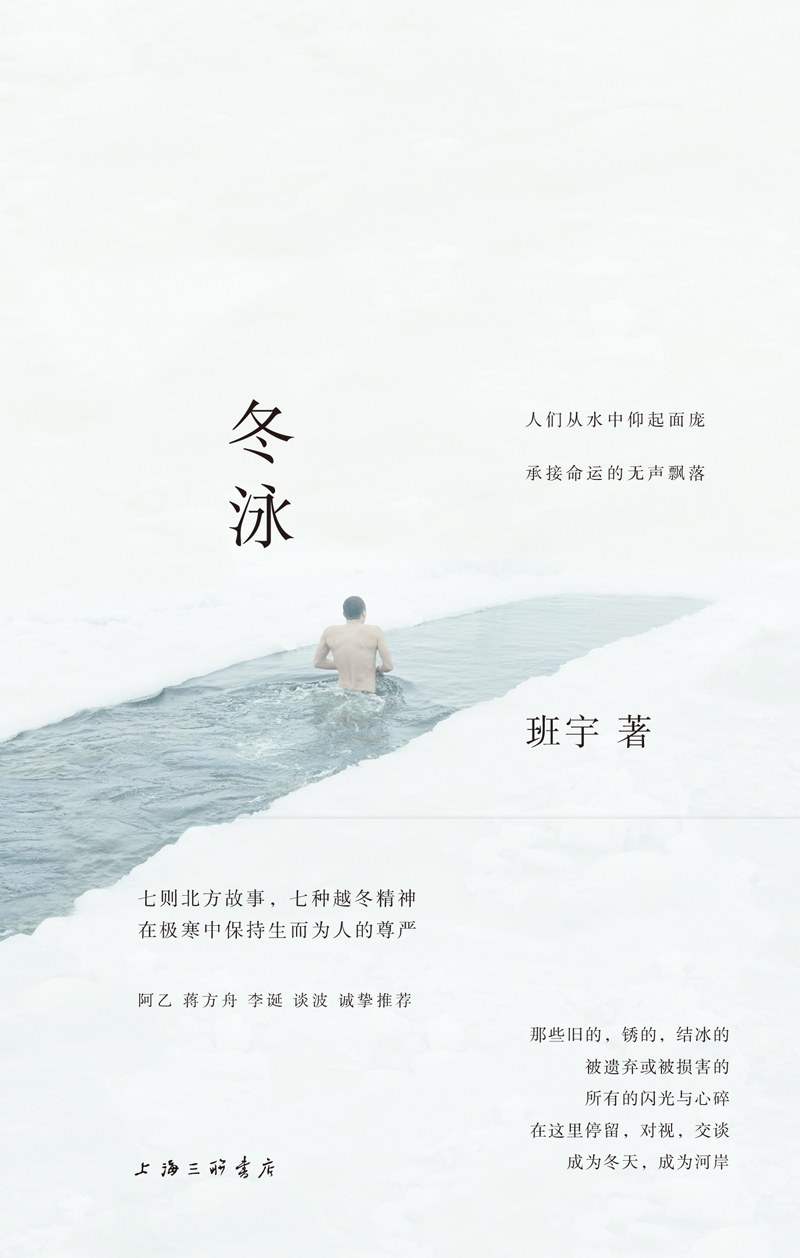 冬泳
人们从水中仰起面庞
承接命运的无声飘落
班宇 著
七则北方故事，七种越冬精神
在极寒中保持生而为人的尊严
阿乙 蒋方舟 李诞 谈波 诚挚推荐
那些旧的，锈的，结冰的
被遗弃或被损害的
所有的闪光与心碎
在这里停留，对视，交谈
成为冬天，成为河岸
上海三联书店